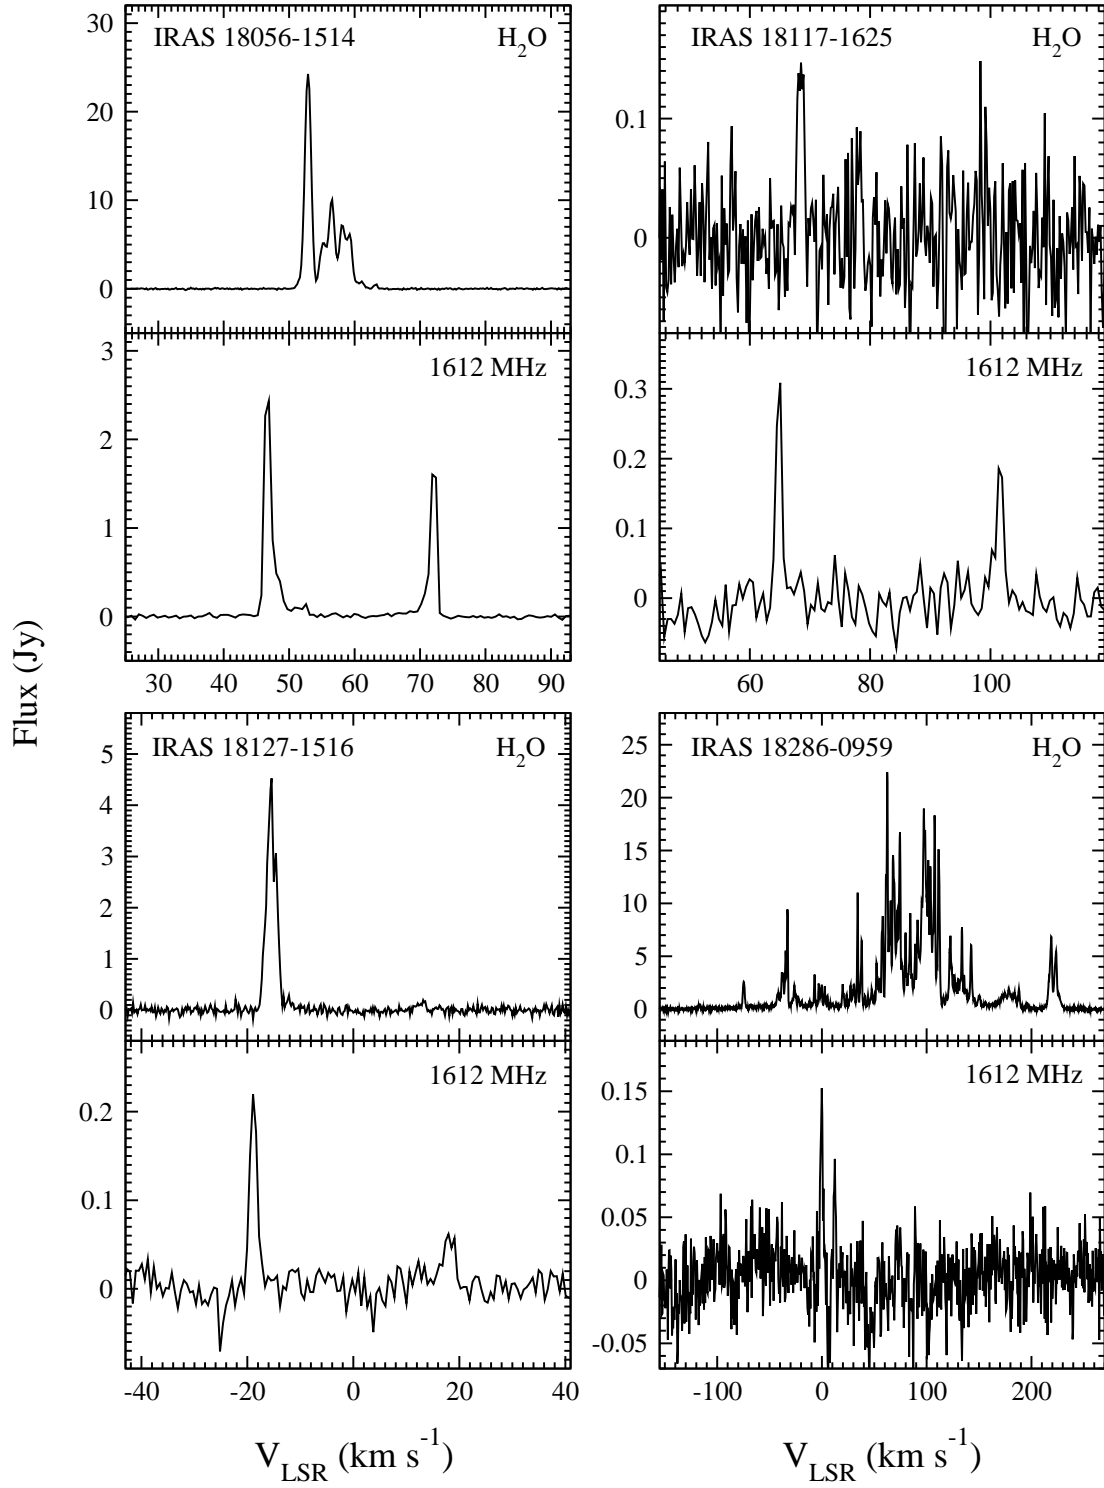 Flux (Jy)
IRAS 18056-1514 H₂O
30
20
10
0
1612 MHz
3
2
1
0
30 40 50 60 70 80 90
IRAS 18117-1625 H₂O
0.1
0
1612 MHz
0.3
0.2
0.1
0
60 80 100
IRAS 18127-1516 H₂O
5
4
3
2
1
0
1612 MHz
0.2
0.1
0
-40 -20 0 20 40
V_LSR (km s⁻¹)
IRAS 18286-0959 H₂O
25
20
15
10
5
0
1612 MHz
0.15
0.1
0.05
0
-0.05
-100 0 100 200
V_LSR (km s⁻¹)